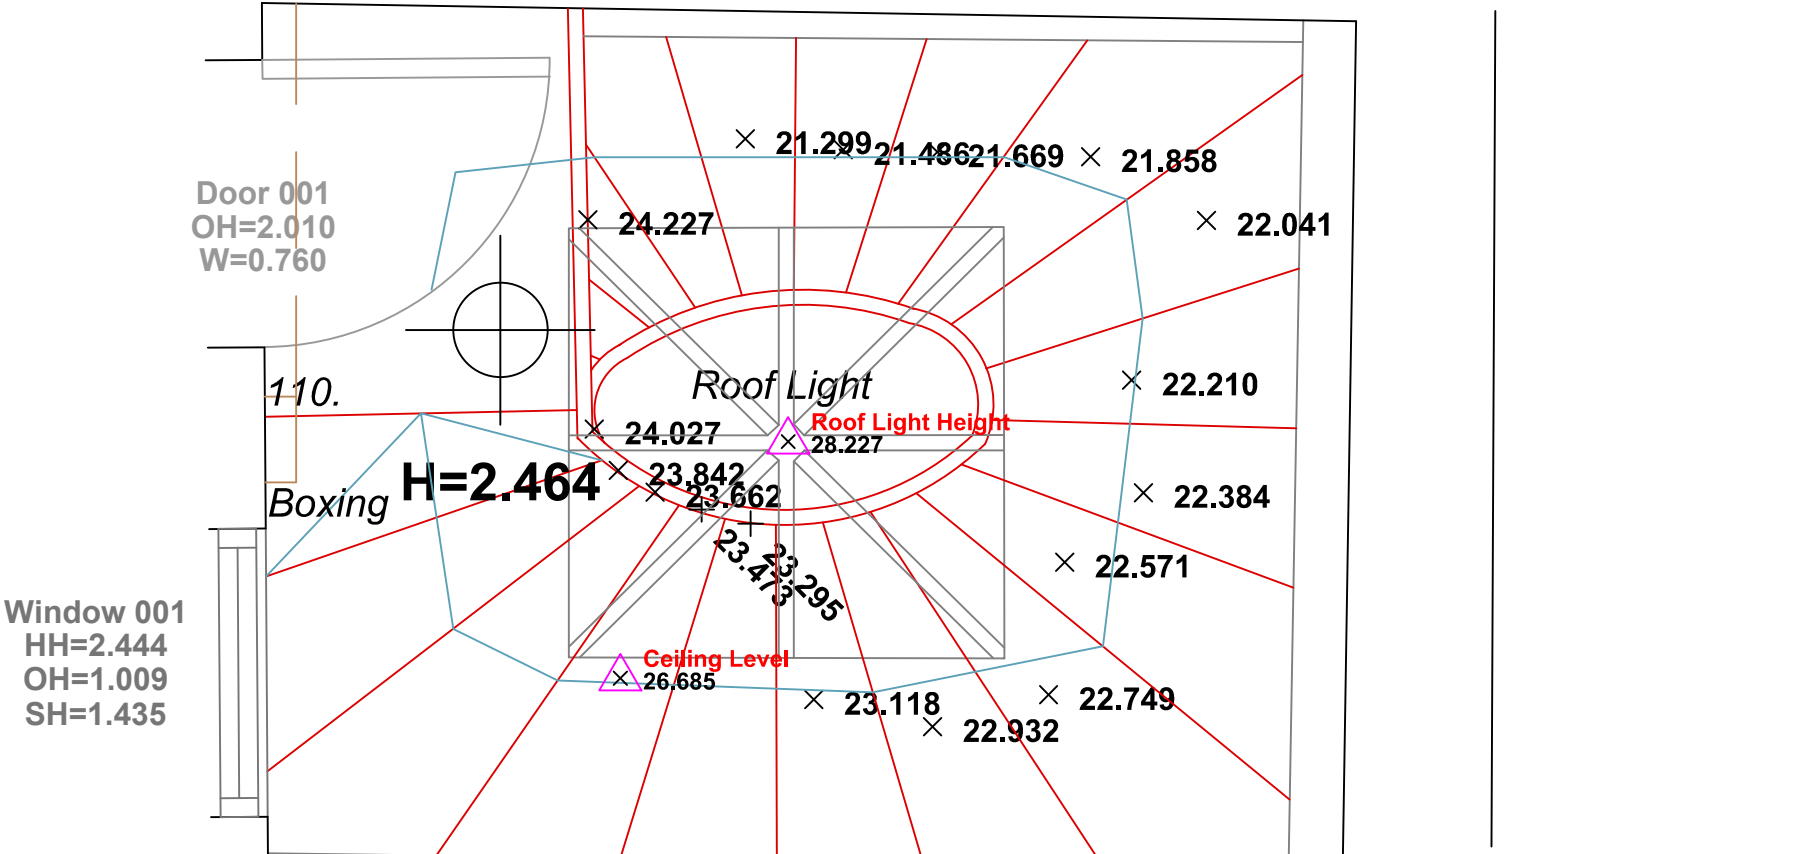 21.299
21.486
21.669
21.858
Door 001
OH=2.010
W=0.760
24.227
22.041
110.
Roof Light
22.210
Roof Light Height
28.227
24.027
H=2.464
23.842
23.662
22.384
Boxing
23.473
23.295
22.571
Window 001
HH=2.444
OH=1.009
SH=1.435
Ceiling Level
26.685
23.118
22.749
22.932